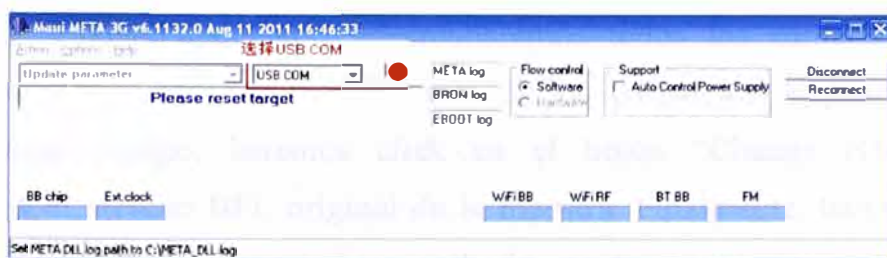 Maui META 3G v6.1132.0 Aug 11 2011 16:46:33
选择USB COM
Update parameter
USB COM
META log
BROM log
EBOOT log
Flow control
Software
Hardware
Support
Auto Control Power Supply
Disconnect
Reconnect
Please reset target
BB chip
Ext.clock
WiFi BB
WiFi RF
BT BB
FM
Set META DLL log path to C:\META_DLL.log